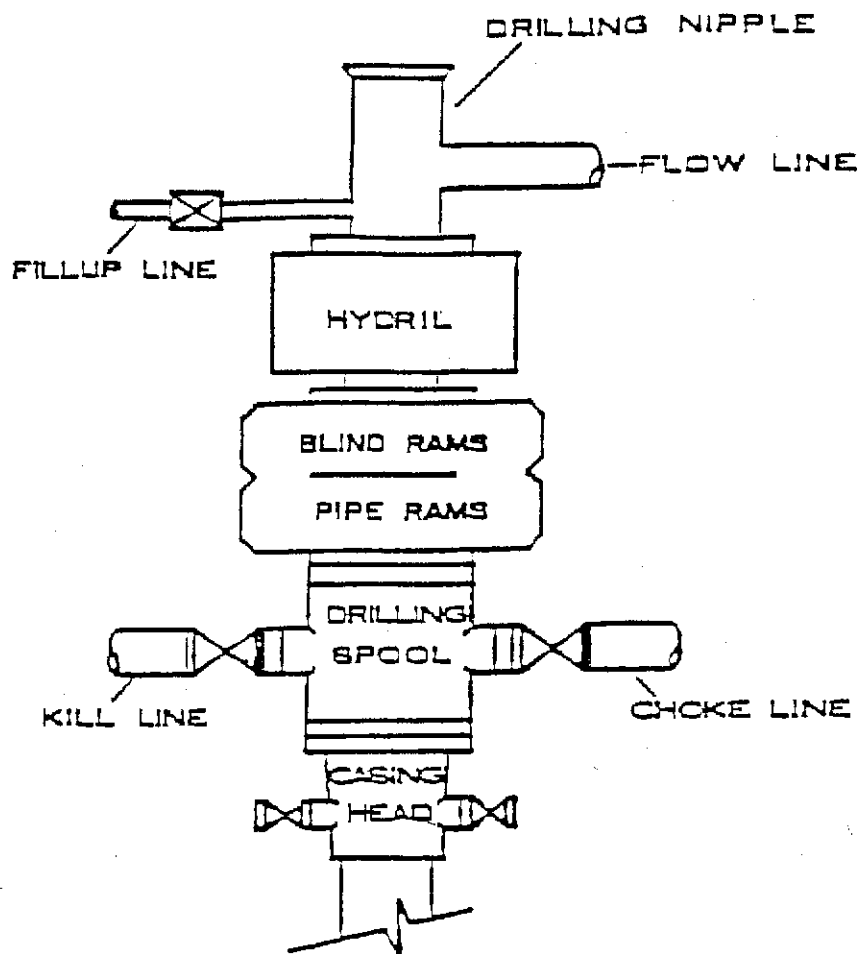 DRILLING NIPPLE
FLOW LINE
FILLUP LINE
HYDRIL
BLIND RAMS
PIPE RAMS
DRILLING
SPOOL
KILL LINE
CHOKE LINE
CASING
HEAD